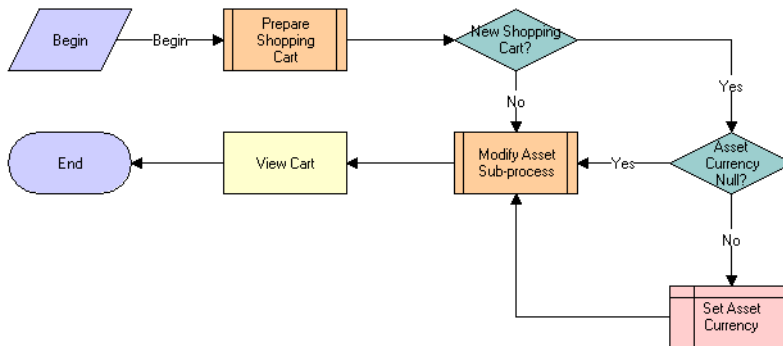 Begin
Begin
Prepare
Shopping
Cart
New Shopping
Cart?
Yes
No
End
View Cart
Modify Asset
Sub-process
Yes
Asset
Currency
Null?
No
Set Asset
Currency